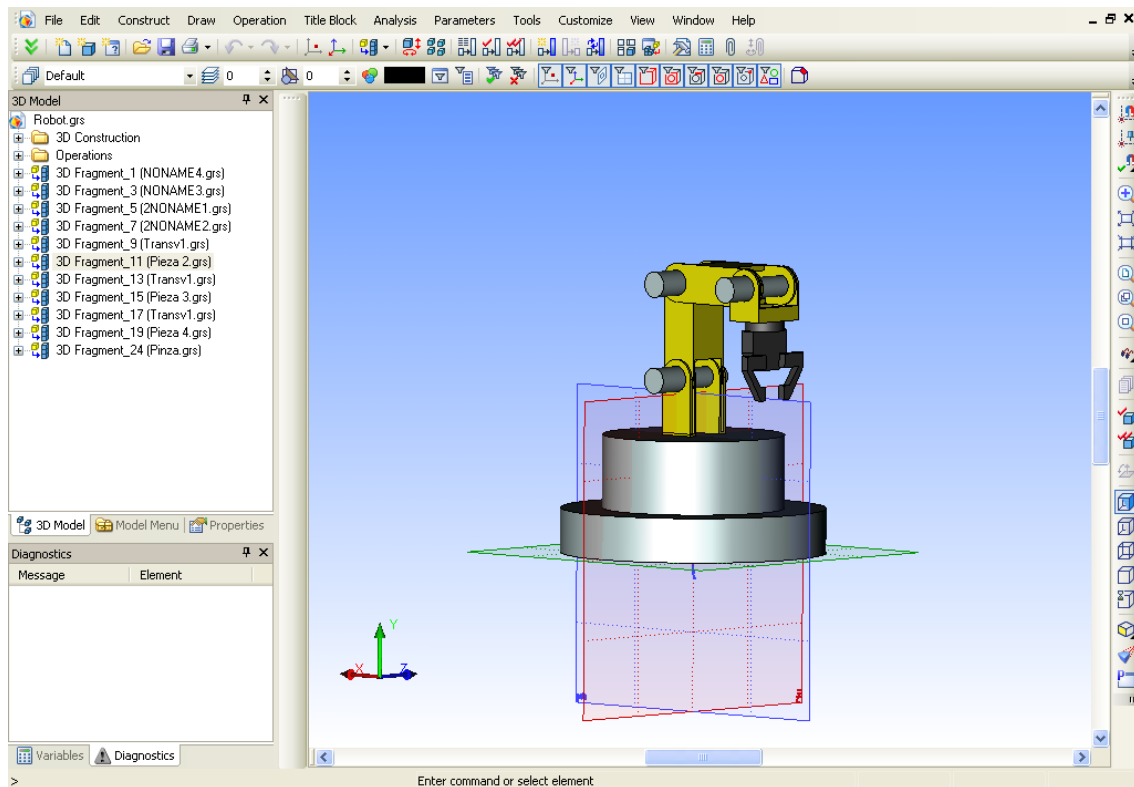 File Edit Construct Draw Operation Title Block Analysis Parameters Tools Customize View Window Help
Default 0 0
3D Model
Robot.grs
3D Construction
Operations
3D Fragment_1 (NONAME4.grs)
3D Fragment_3 (NONAME3.grs)
3D Fragment_5 (2NONAME1.grs)
3D Fragment_7 (2NONAME2.grs)
3D Fragment_9 (Transv1.grs)
3D Fragment_11 (Pieza 2.grs)
3D Fragment_13 (Transv1.grs)
3D Fragment_15 (Pieza 3.grs)
3D Fragment_17 (Transv1.grs)
3D Fragment_19 (Pieza 4.grs)
3D Fragment_24 (Pinza.grs)
3D Model Model Menu Properties
Diagnostics
Message Element
Y
X Z
Variables Diagnostics
> Enter command or select element